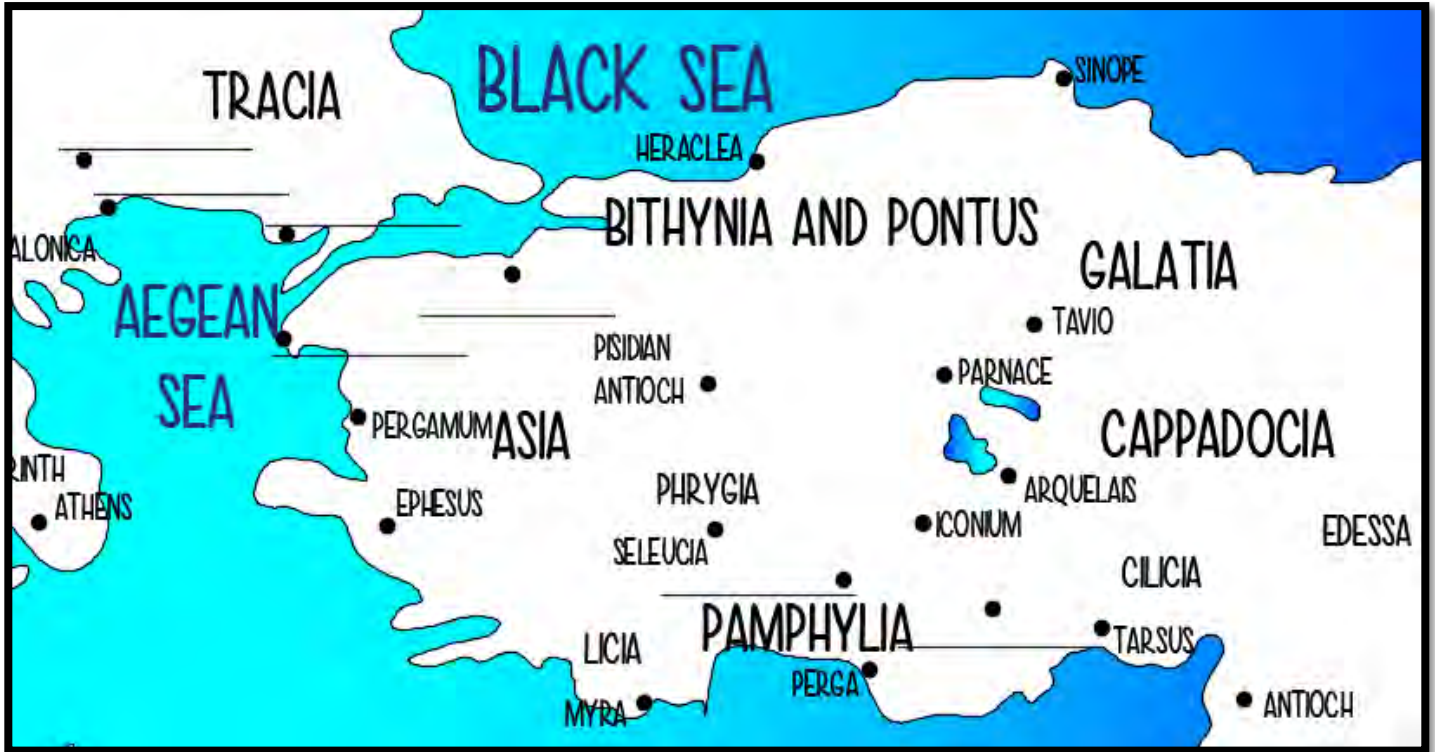 BLACK SEA
TRACIA
SINOPE
HERACLEA
BITHYNIA AND PONTUS
ALONICA
GALATIA
AEGEAN
SEA
TAVIO
PISIDIAN
ANTIOCH
PARNACE
PERGAMUM
ASIA
CAPPADOCIA
RINTH
ATHENS
EPHESUS
PHRYGIA
ARQUELAIS
ICONIUM
EDESSA
SELEUCIA
CILICIA
PAMPHYLIA
TARSUS
LICIA
PERGA
MYRA
ANTIOCH